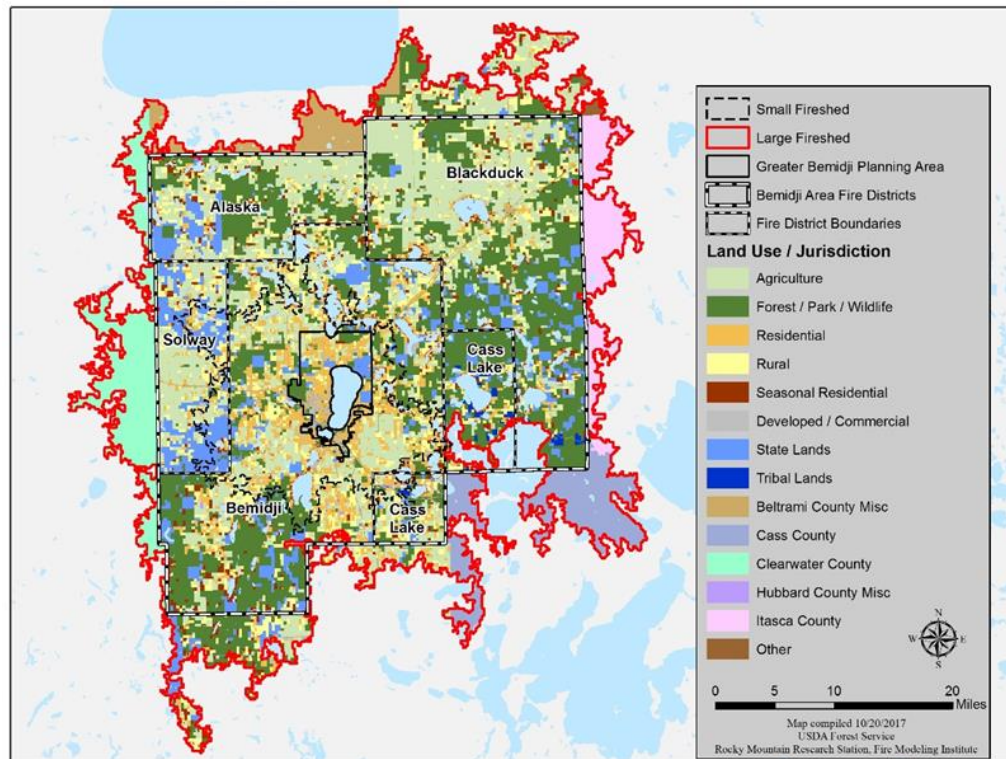 Blackduck
Alaska
Solway
Cass
Lake
Bemidji
Cass
Lake
Small Fireshed
Large Fireshed
Greater Bemidji Planning Area
Bemidji Area Fire Districts
Fire District Boundaries
Land Use / Jurisdiction
Agriculture
Forest / Park / Wildlife
Residential
Rural
Seasonal Residential
Developed / Commercial
State Lands
Tribal Lands
Beltrami County Misc
Cass County
Clearwater County
Hubbard County Misc
Itasca County
Other
N
W E
S
0 5 10 20
Miles
Map compiled 10/20/2017
USDA Forest Service
Rocky Mountain Research Station, Fire Modeling Institute